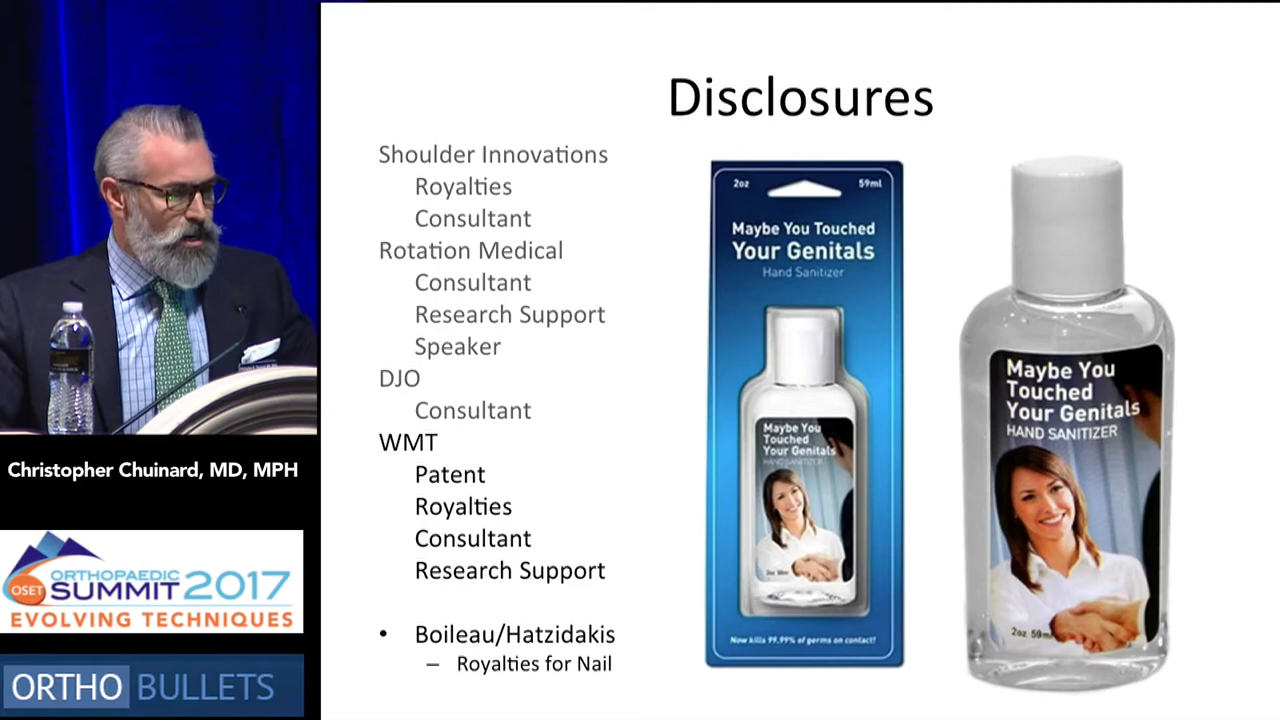 Disclosures
Shoulder Innovations
Royalties
Consultant
Rotation Medical
Consultant
Research Support
Speaker
DJO
Consultant
WMT
Patent
Royalties
Consultant
Research Support
• Boileau/Hatzidakis
– Royalties for Nail
2oz 59ml
Maybe You Touched
Your Genitals
Hand Sanitizer
Maybe You
Touched
Your Genitals
HAND SANITIZER
2oz 59ml
Now kills 99.99% of germs on contact!
Maybe You
Touched
Your Genitals
HAND SANITIZER
2oz 59ml
Christopher Chuinard, MD, MPH
ORTHOPAEDIC
OSET SUMMIT 2017
EVOLVING TECHNIQUES
ORTHO BULLETS